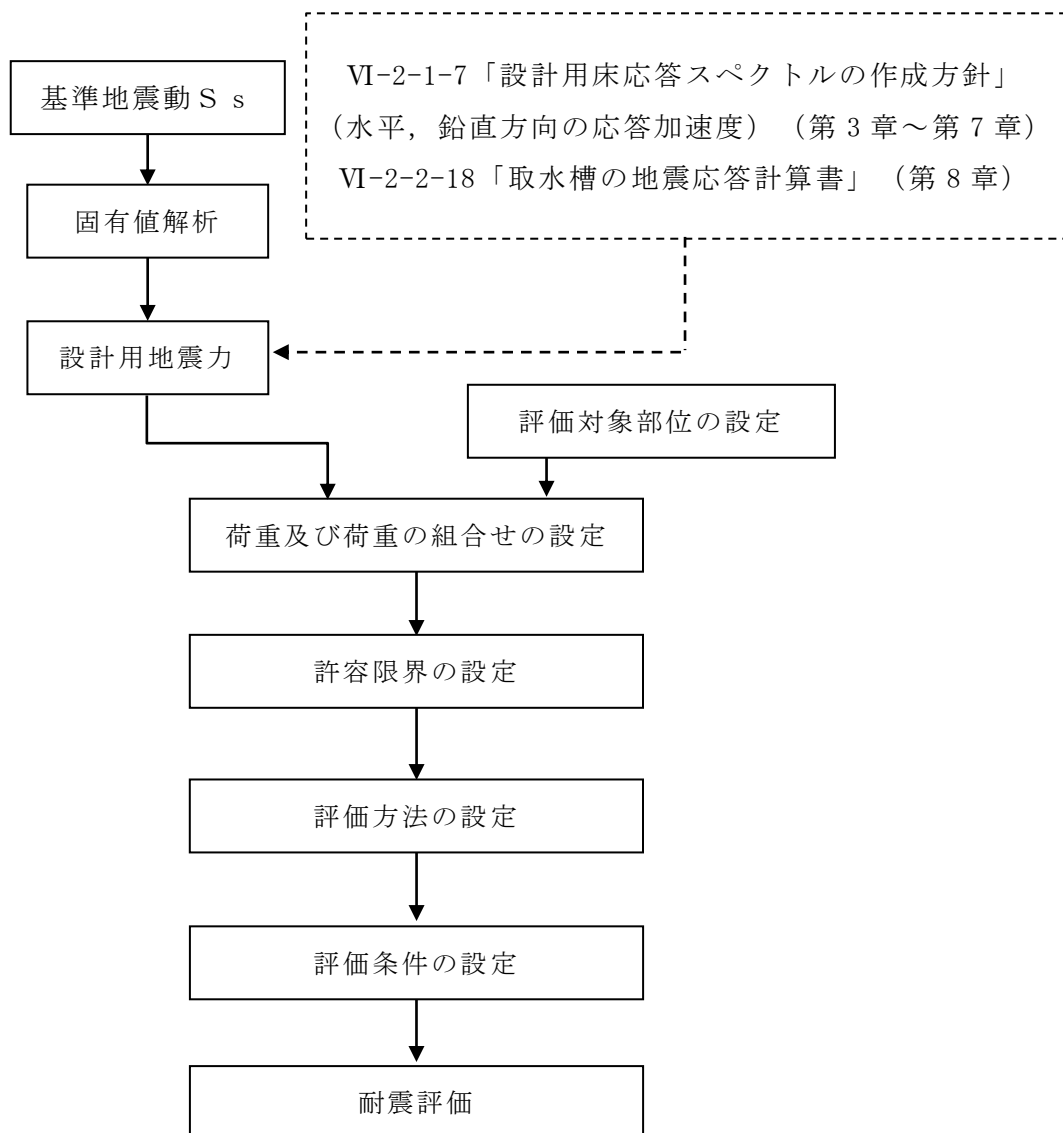 基準地震動Ｓｓ
Ⅵ-2-1-7「設計用床応答スペクトルの作成方針」
（水平，鉛直方向の応答加速度）（第3章～第7章）
Ⅵ-2-2-18「取水槽の地震応答計算書」（第8章）
固有値解析
設計用地震力
評価対象部位の設定
荷重及び荷重の組合せの設定
許容限界の設定
評価方法の設定
評価条件の設定
耐震評価